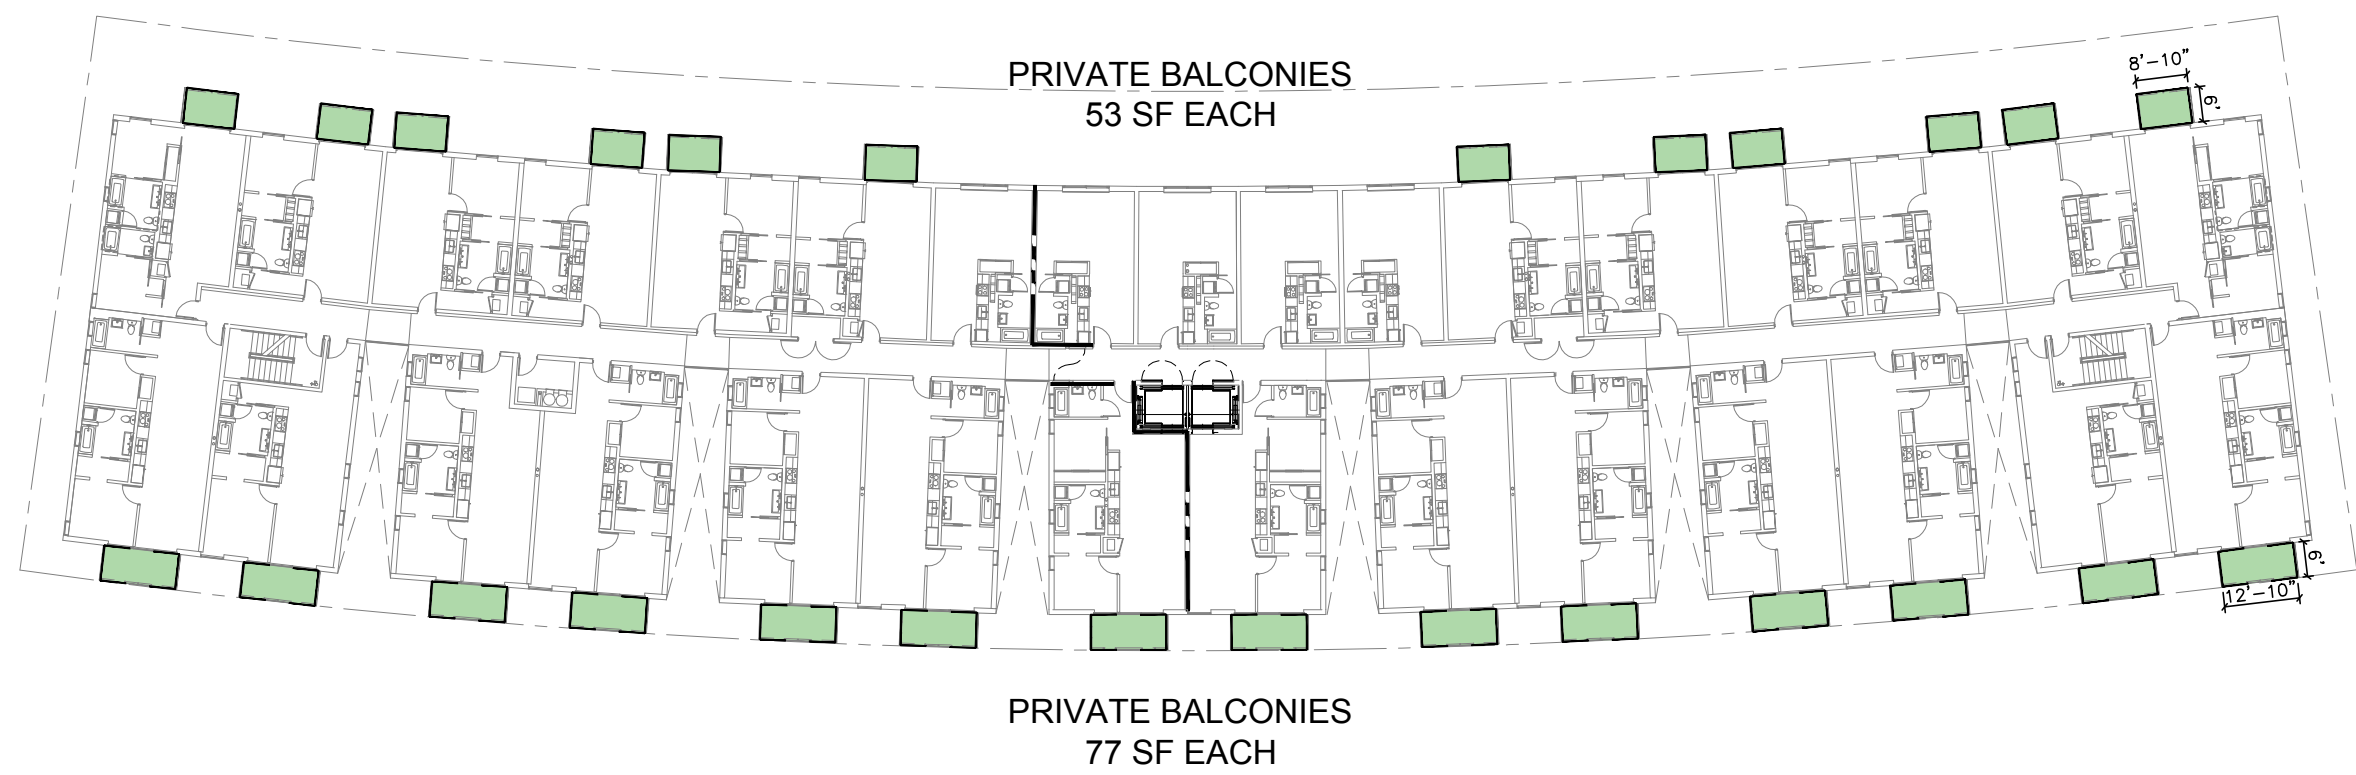 PRIVATE BALCONIES
53 SF EACH
8'-10"
6'
6'
12'-10"
PRIVATE BALCONIES
77 SF EACH